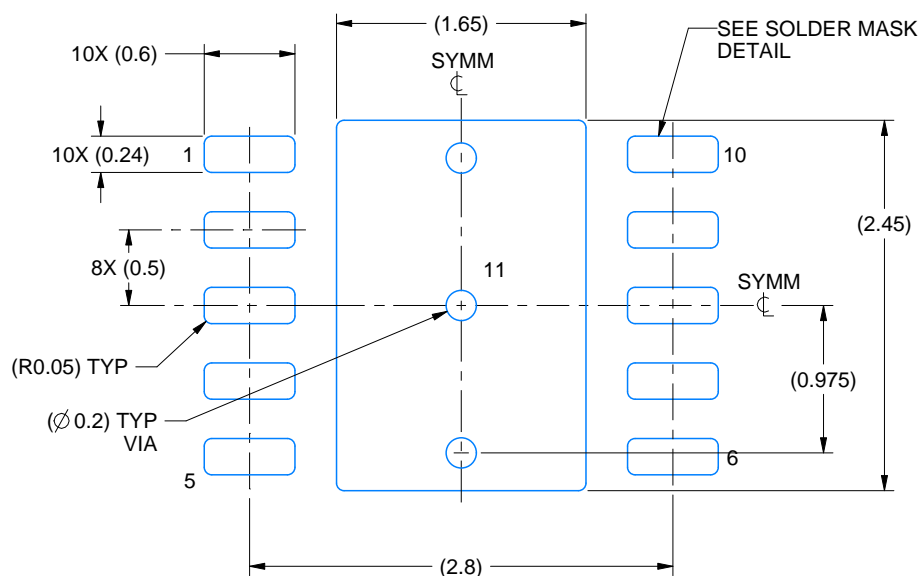 (1.65)
10X (0.6)
SYMM
℄
SEE SOLDER MASK
DETAIL
10X (0.24)
1
10
(2.45)
8X (0.5)
11
SYMM
℄
(R0.05) TYP
(0.975)
(∅ 0.2) TYP
VIA
5
6
(2.8)